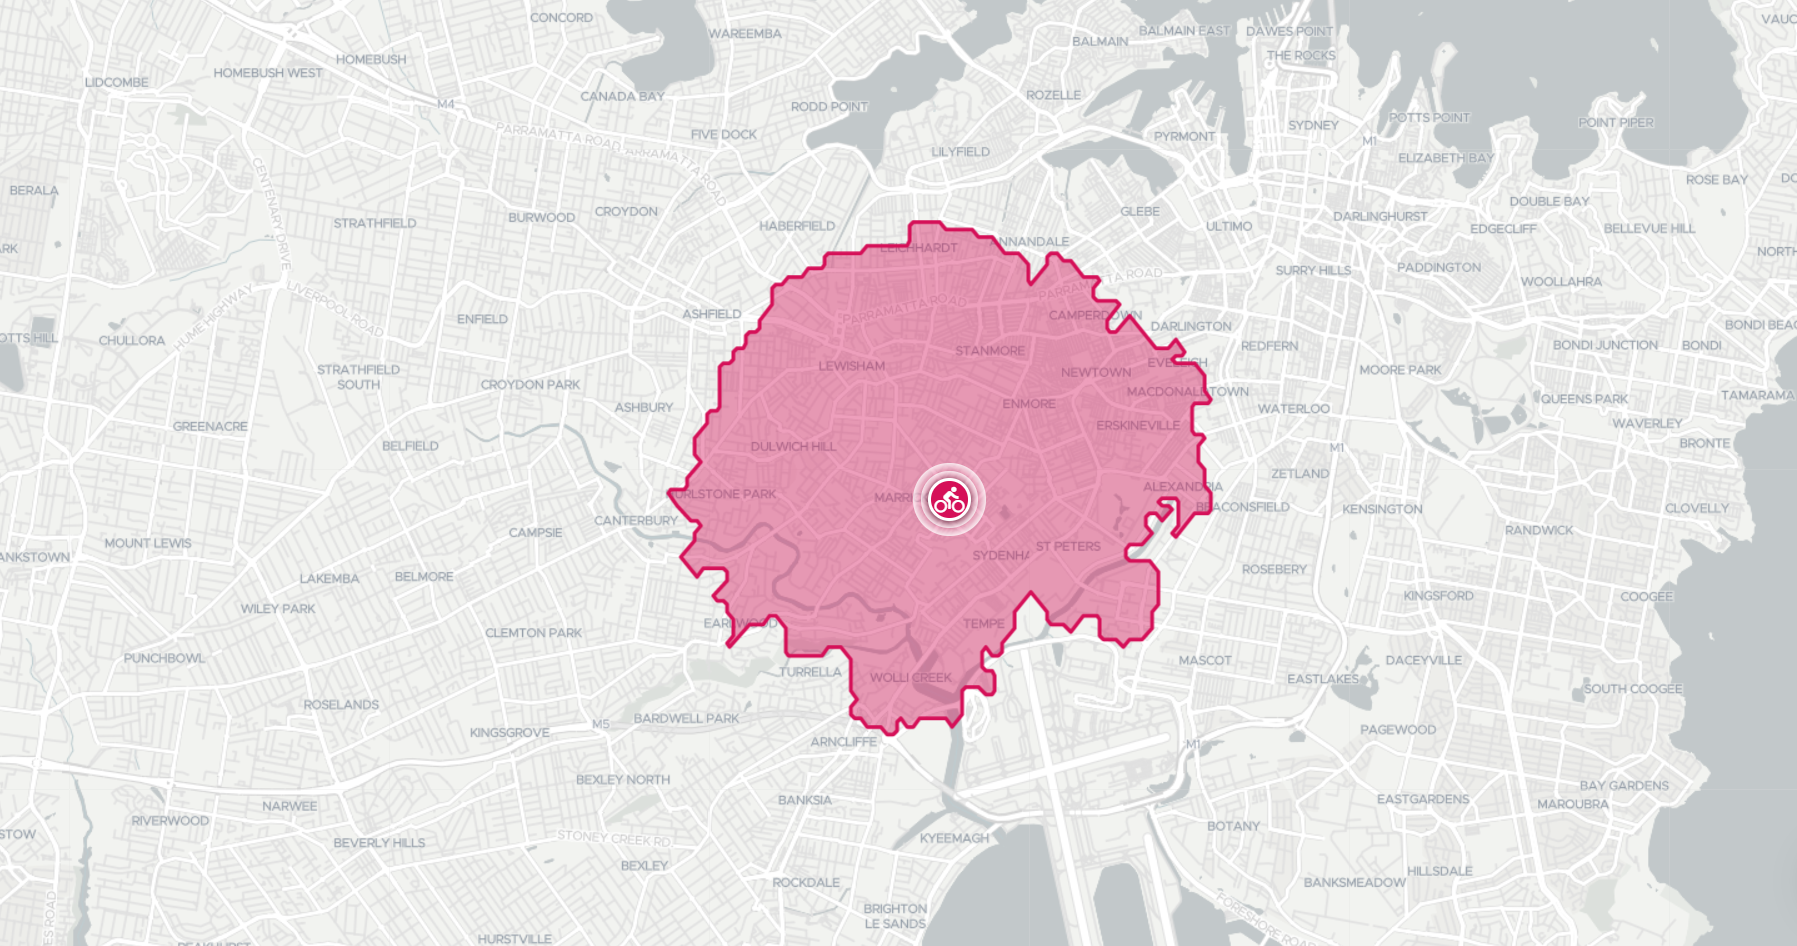 CONCORD
WAREEMBA
BALMAIN
BALMAIN EAST
DAWES POINT
VAUC
HOMEBUSH
HOMEBUSH WEST
THE ROCKS
LIDCOMBE
CANADA BAY
M4
RODD POINT
ROZELLE
POTTS POINT
POINT PIPER
SYDNEY
PARRAMATTA ROAD
FIVE DOCK
PYRMONT
M1
ARRAMATTA ROAD
LILYFIELD
ELIZABETH BAY
BERALA
CENTENARY DRIVE
ROSE BAY
DO
STRATHFIELD
BURWOOD
CROYDON
HABERFIELD
GLEBE
ULTIMO
DARLINGHURST
DOUBLE BAY
EDGECLIFF
BELLEVUE HILL
ARK
LEICHHARDT
ANNANDALE
NORTH
SURRY HILLS
PADDINGTON
WOOLLAHRA
HUME HIGHWAY
LIVERPOOL ROAD
PARRAMATTA ROAD
PARRAM
TA ROAD
ENFIELD
ASHFIELD
CAMPERDOWN
DARLINGTON
BONDI BEAC
OTTS HILL
CHULLORA
STANMORE
REDFERN
BONDI JUNCTION
BONDI
STRATHFIELD
SOUTH
CROYDON PARK
LEWISHAM
NEWTOWN
EVELEIGH
MOORE PARK
MACDONALDTOWN
QUEENS PARK
TAMARAMA
ASHBURY
ENMORE
WATERLOO
GREENACRE
BELFIELD
DULWICH HILL
ERSKINEVILLE
WAVERLEY
M1
BRONTE
ZETLAND
HURLSTONE PARK
MARRIC
ALEXANDRIA
BEACONSFIELD
KENSINGTON
CLOVELLY
CANTERBURY
CAMPSIE
RANDWICK
MOUNT LEWIS
ANKSTOWN
SYDENHA
ST PETERS
ROSEBERY
LAKEMBA
BELMORE
KINGSFORD
COOGEE
WILEY PARK
EARLWOOD
TEMPE
CLEMTON PARK
PUNCHBOWL
MASCOT
DACEYVILLE
TURRELLA
WOLLI CREEK
EASTLAKES
SOUTH COOGEE
ROSELANDS
BARDWELL PARK
M5
KINGSGROVE
ARNCLIFFE
M1
PAGEWOOD
BEXLEY NORTH
BAY GARDENS
NARWEE
BANKSIA
EASTGARDENS
MAROUBRA
RIVERWOOD
STOW
BEVERLY HILLS
STONEY CREEK RD
KYEEMAGH
BOTANY
BEXLEY
HILLSDALE
ROCKDALE
BANKSMEADOW
BRIGHTON
LE SANDS
FORESHORE ROAD
ES ROAD
HURSTVILLE
PEAKHURST